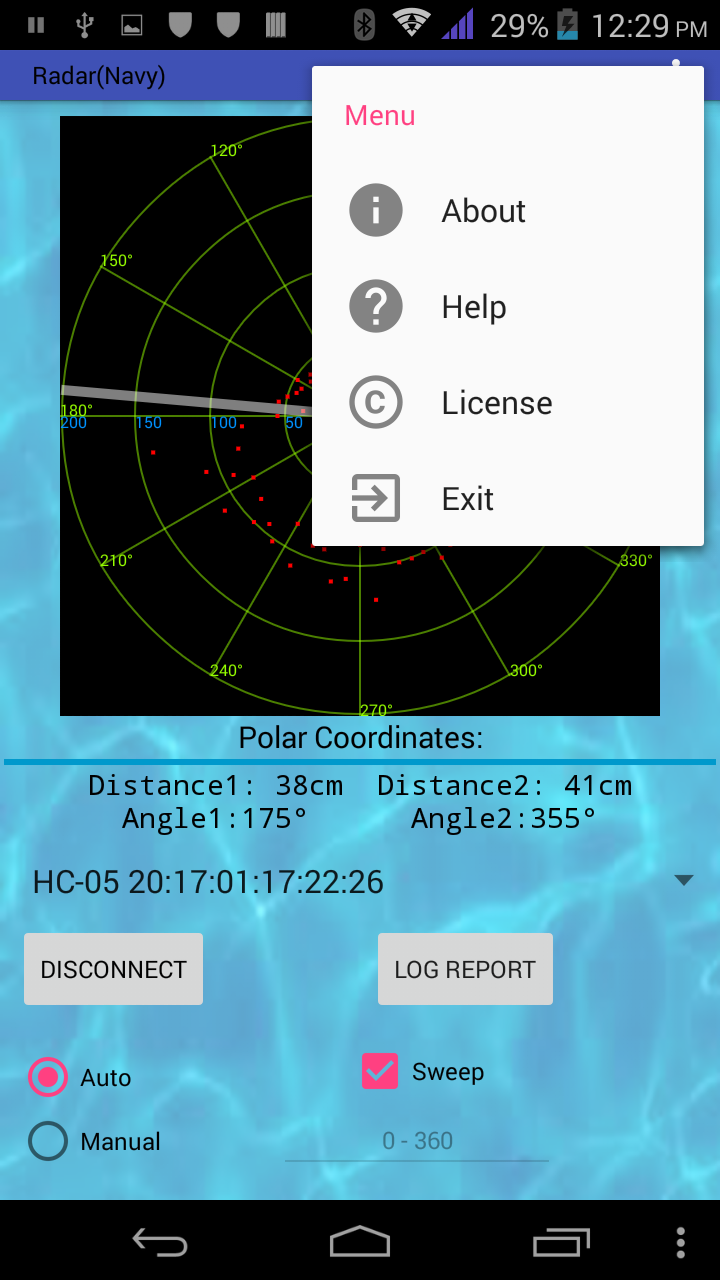 29% 12:29 PM
Radar(Navy)
Menu
About
Help
License
Exit
120°
150°
180°
200 150 100 50
210°
330°
240°
300°
270°
Polar Coordinates:
Distance1: 38cm Distance2: 41cm
Angle1:175° Angle2:355°
HC-05 20:17:01:17:22:26
DISCONNECT LOG REPORT
Auto Sweep
Manual 0 - 360